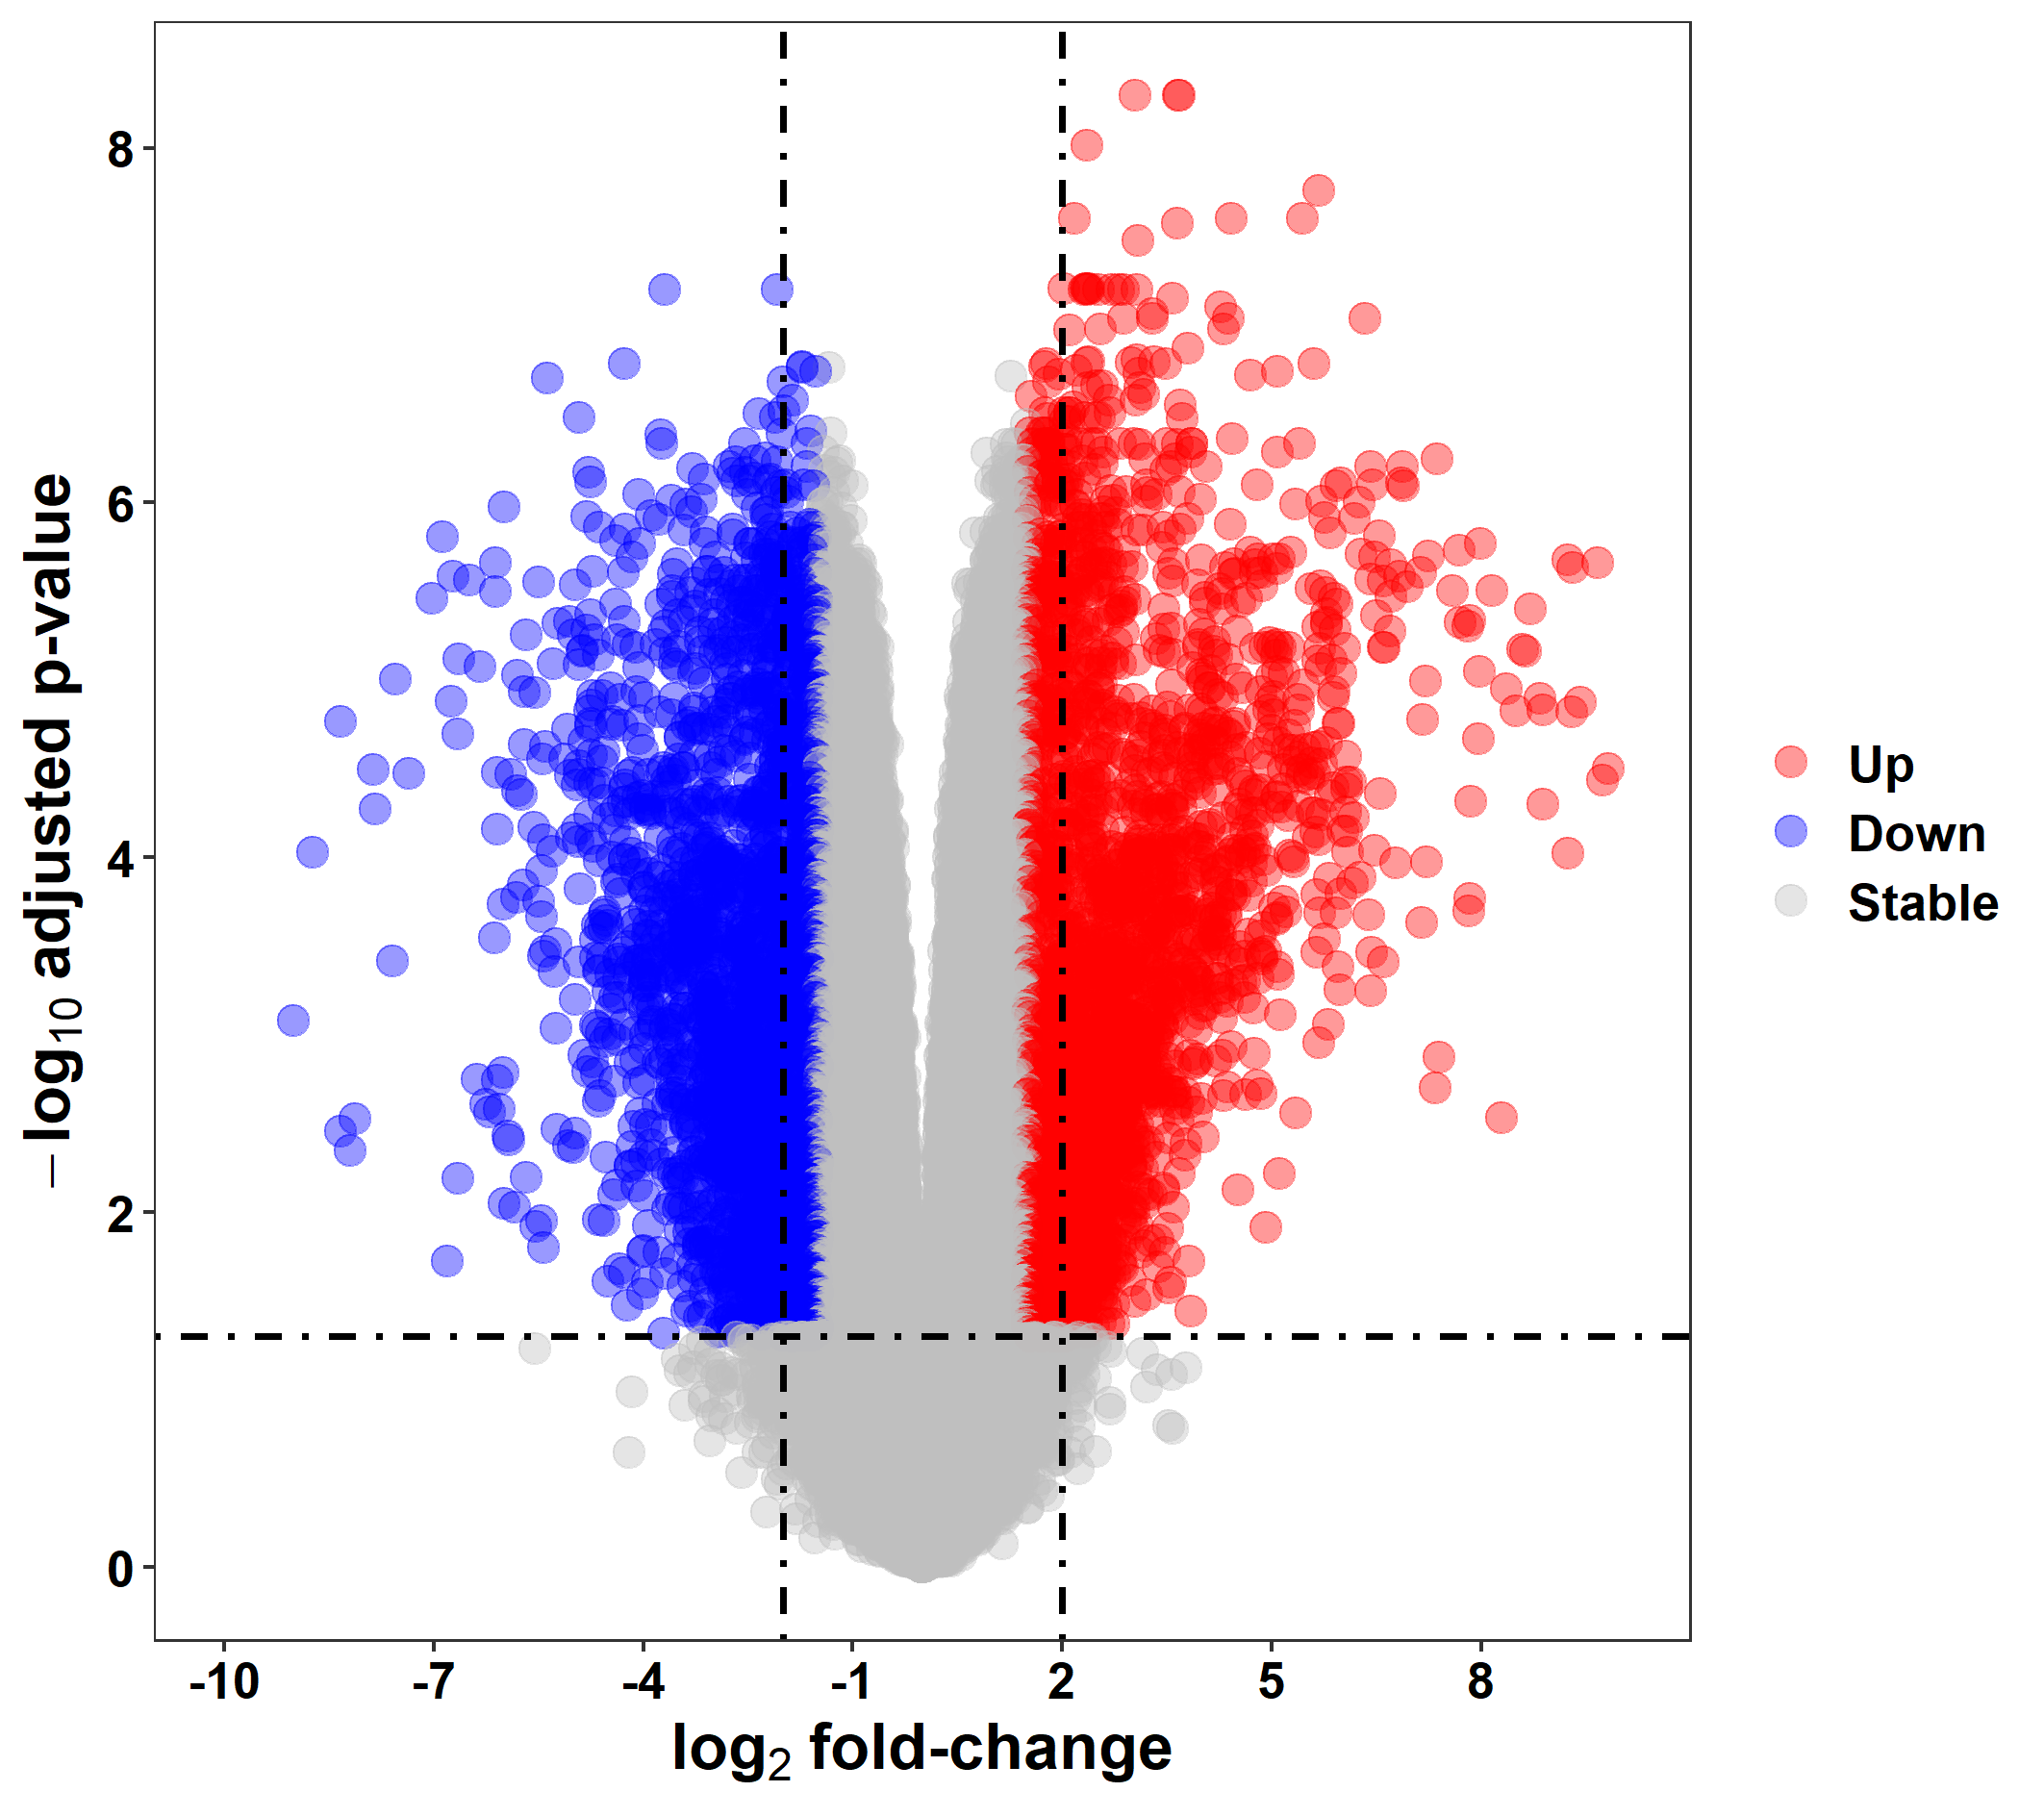 − log10 adjusted p-value
8
6
4
2
0
-10 -7 -4 -1 2 5 8
log2 fold-change
Up
Down
Stable